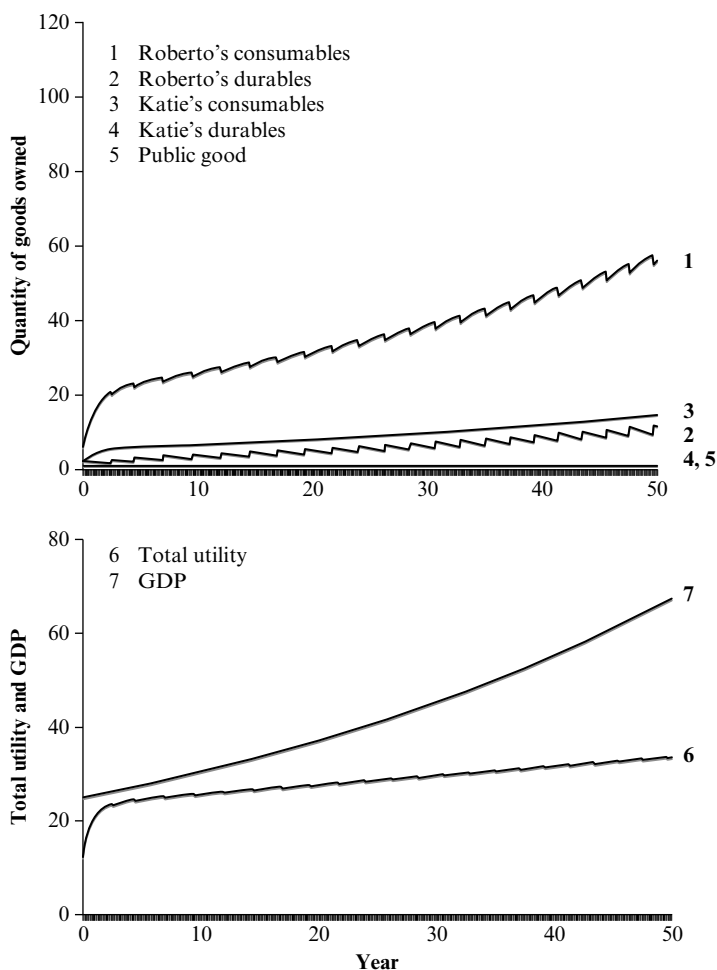 120
1 Roberto’s consumables
2 Roberto’s durables
100
3 Katie’s consumables
4 Katie’s durables
5 Public good
80
60
40
20
0
Quantity of goods owned
1
3
2
4, 5
0 10 20 30 40 50
80
6 Total utility
7 GDP
60
40
20
0
Total utility and GDP
7
6
0 10 20 30 40 50
Year